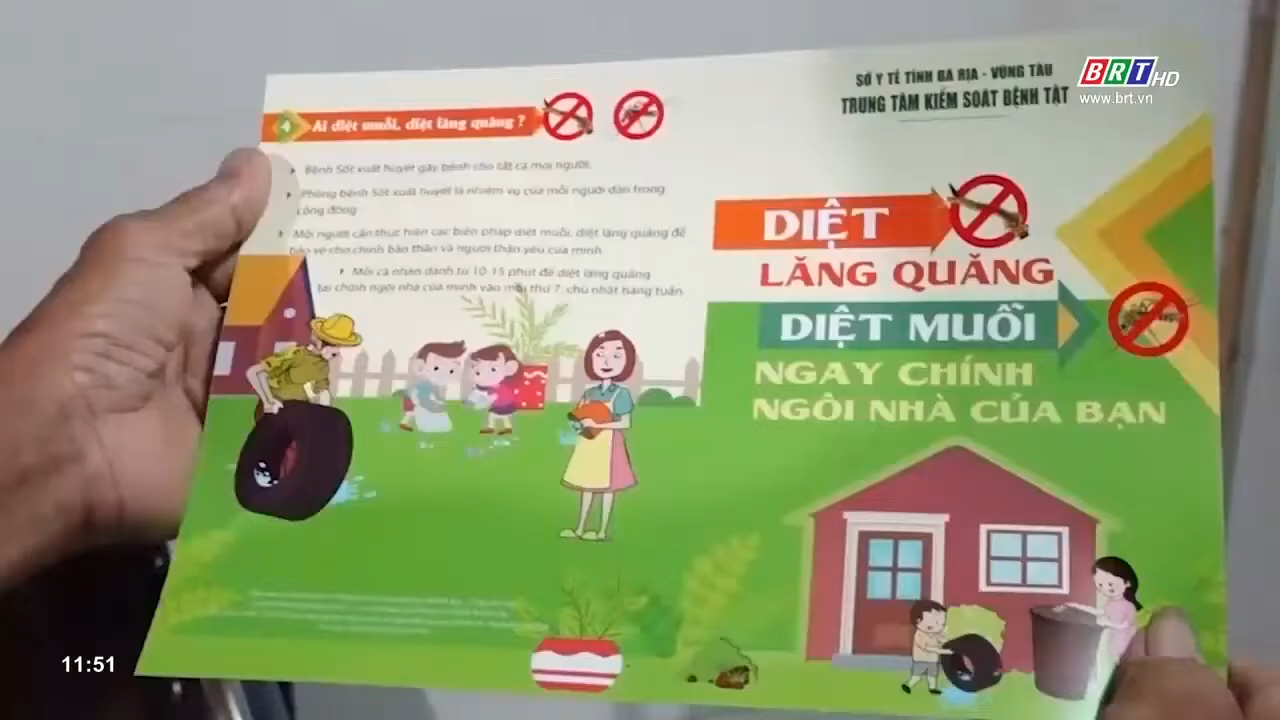 BRT HD
www.brt.vn
SỞ Y TẾ TỈNH BÀ RỊA - VŨNG TÀU
TRUNG TÂM KIỂM SOÁT BỆNH TẬT
4 Ai diệt muỗi, diệt lăng quăng ?
Bệnh Sốt xuất huyết gây bệnh cho tất cả mọi người.
Phòng bệnh Sốt xuất huyết là nhiệm vụ của mỗi người dân trong
cộng đồng
Mỗi người cần thực hiện các biện pháp diệt muỗi, diệt lăng quăng để
bảo vệ cho chính bản thân và người thân yêu của mình.
Mỗi cá nhân dành từ 10-15 phút để diệt lăng quăng
tại chính ngôi nhà của mình vào mỗi thứ 7, chủ nhật hàng tuần.
DIỆT
LĂNG QUĂNG
DIỆT MUỖI
NGAY CHÍNH
NGÔI NHÀ CỦA BẠN
11:51